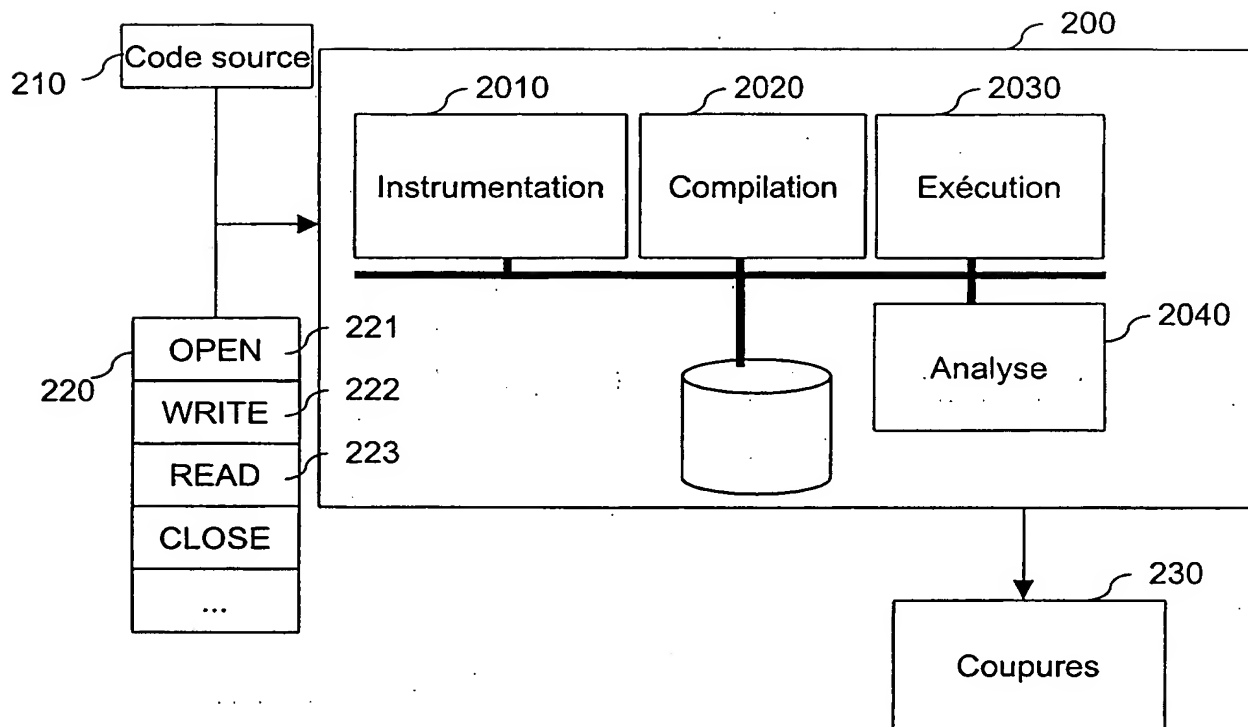 200
Code source
210
2010
2020
2030
Instrumentation
Compilation
Exécution
2040
Analyse
220
OPEN
221
WRITE
222
READ
223
CLOSE
...
230
Coupures